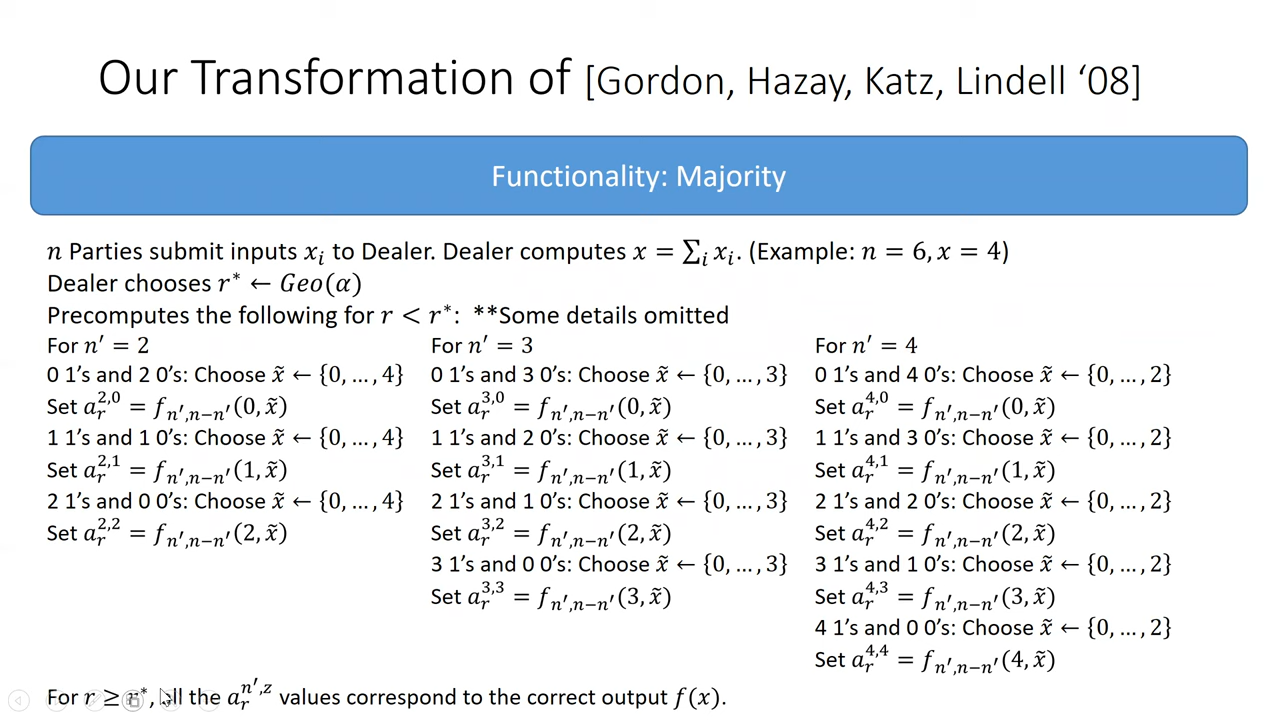 Our Transformation of [Gordon, Hazay, Katz, Lindell ‘08]
Functionality: Majority
n Parties submit inputs xᵢ to Dealer. Dealer computes x = ∑ᵢ xᵢ. (Example: n = 6, x = 4)
Dealer chooses r* ← Geo(α)
Precomputes the following for r < r*: **Some details omitted
For n′ = 2
0 1’s and 2 0’s: Choose x̃ ← {0, … , 4}
Set a_r^{2,0} = f_{n′,n−n′}(0, x̃)
1 1’s and 1 0’s: Choose x̃ ← {0, … , 4}
Set a_r^{2,1} = f_{n′,n−n′}(1, x̃)
2 1’s and 0 0’s: Choose x̃ ← {0, … , 4}
Set a_r^{2,2} = f_{n′,n−n′}(2, x̃)
For n′ = 3
0 1’s and 3 0’s: Choose x̃ ← {0, … , 3}
Set a_r^{3,0} = f_{n′,n−n′}(0, x̃)
1 1’s and 2 0’s: Choose x̃ ← {0, … , 3}
Set a_r^{3,1} = f_{n′,n−n′}(1, x̃)
2 1’s and 1 0’s: Choose x̃ ← {0, … , 3}
Set a_r^{3,2} = f_{n′,n−n′}(2, x̃)
3 1’s and 0 0’s: Choose x̃ ← {0, … , 3}
Set a_r^{3,3} = f_{n′,n−n′}(3, x̃)
For n′ = 4
0 1’s and 4 0’s: Choose x̃ ← {0, … , 2}
Set a_r^{4,0} = f_{n′,n−n′}(0, x̃)
1 1’s and 3 0’s: Choose x̃ ← {0, … , 2}
Set a_r^{4,1} = f_{n′,n−n′}(1, x̃)
2 1’s and 2 0’s: Choose x̃ ← {0, … , 2}
Set a_r^{4,2} = f_{n′,n−n′}(2, x̃)
3 1’s and 1 0’s: Choose x̃ ← {0, … , 2}
Set a_r^{4,3} = f_{n′,n−n′}(3, x̃)
4 1’s and 0 0’s: Choose x̃ ← {0, … , 2}
Set a_r^{4,4} = f_{n′,n−n′}(4, x̃)
For r ≥ r*, all the a_r^{n′,z} values correspond to the correct output f(x).